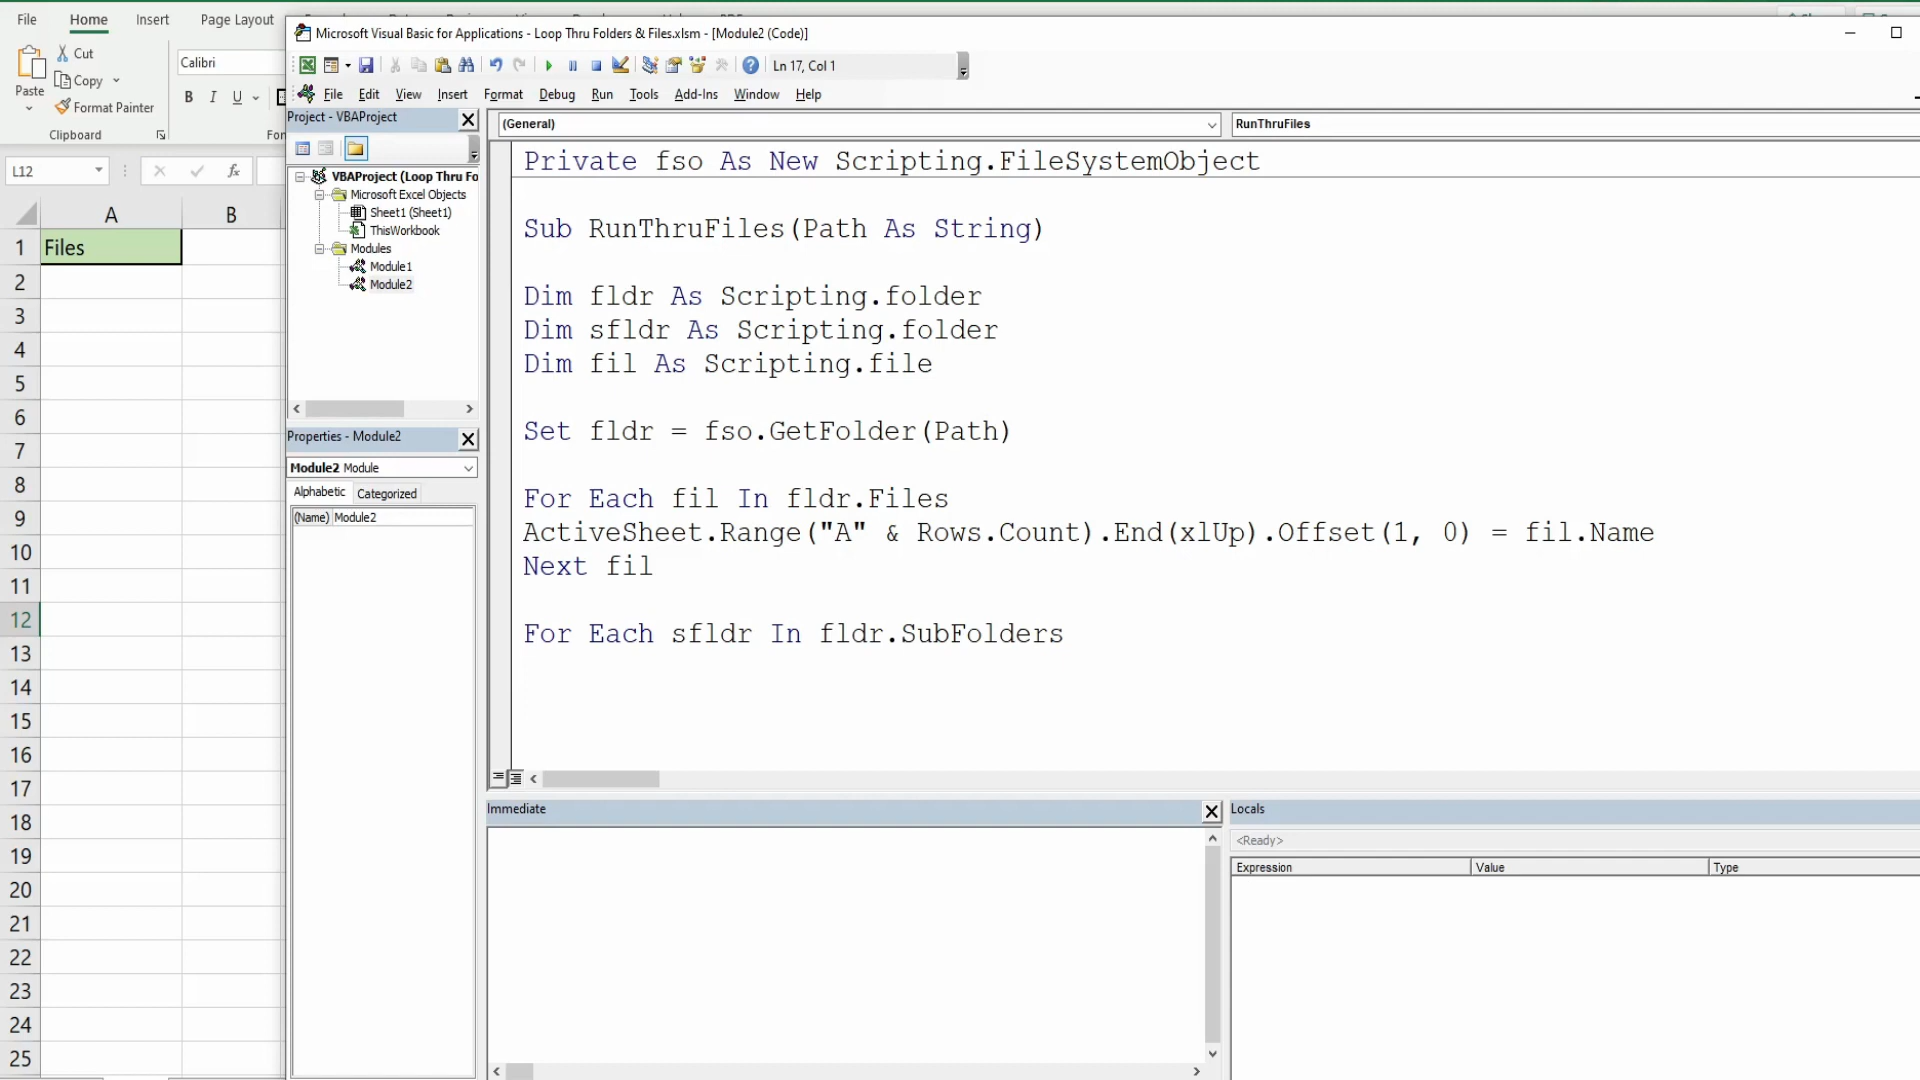 File Home Insert Page Layout
Microsoft Visual Basic for Applications - Loop Thru Folders & Files.xlsm - [Module2 (Code)]
Paste
Cut
Copy
Format Painter
Clipboard
Calibri
B I U
Ln 17, Col 1
File Edit View Insert Format Debug Run Tools Add-Ins Window Help
L12
fx
Project - VBAProject
VBAProject (Loop Thru Fo
Microsoft Excel Objects
Sheet1 (Sheet1)
ThisWorkbook
Modules
Module1
Module2
Properties - Module2
Module2 Module
Alphabetic Categorized
(Name) Module2
(General)
RunThruFiles
Private fso As New Scripting.FileSystemObject
Sub RunThruFiles(Path As String)
Dim fldr As Scripting.folder
Dim sfldr As Scripting.folder
Dim fil As Scripting.file
Set fldr = fso.GetFolder(Path)
For Each fil In fldr.Files
ActiveSheet.Range("A" & Rows.Count).End(xlUp).Offset(1, 0) = fil.Name
Next fil
For Each sfldr In fldr.SubFolders
Immediate
Locals
<Ready>
Expression Value Type
A B
1 Files
2
3
4
5
6
7
8
9
10
11
12
13
14
15
16
17
18
19
20
21
22
23
24
25